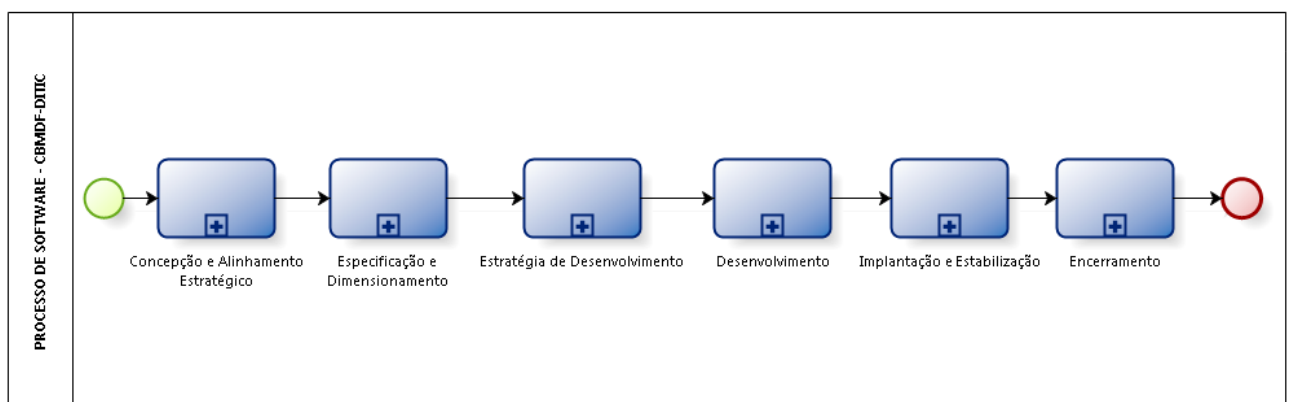 PROCESSO DE SOFTWARE - CBMDF-DITIC
Concepção e Alinhamento
Estratégico
Especificação e
Dimensionamento
Estratégia de Desenvolvimento
Desenvolvimento
Implantação e Estabilização
Encerramento